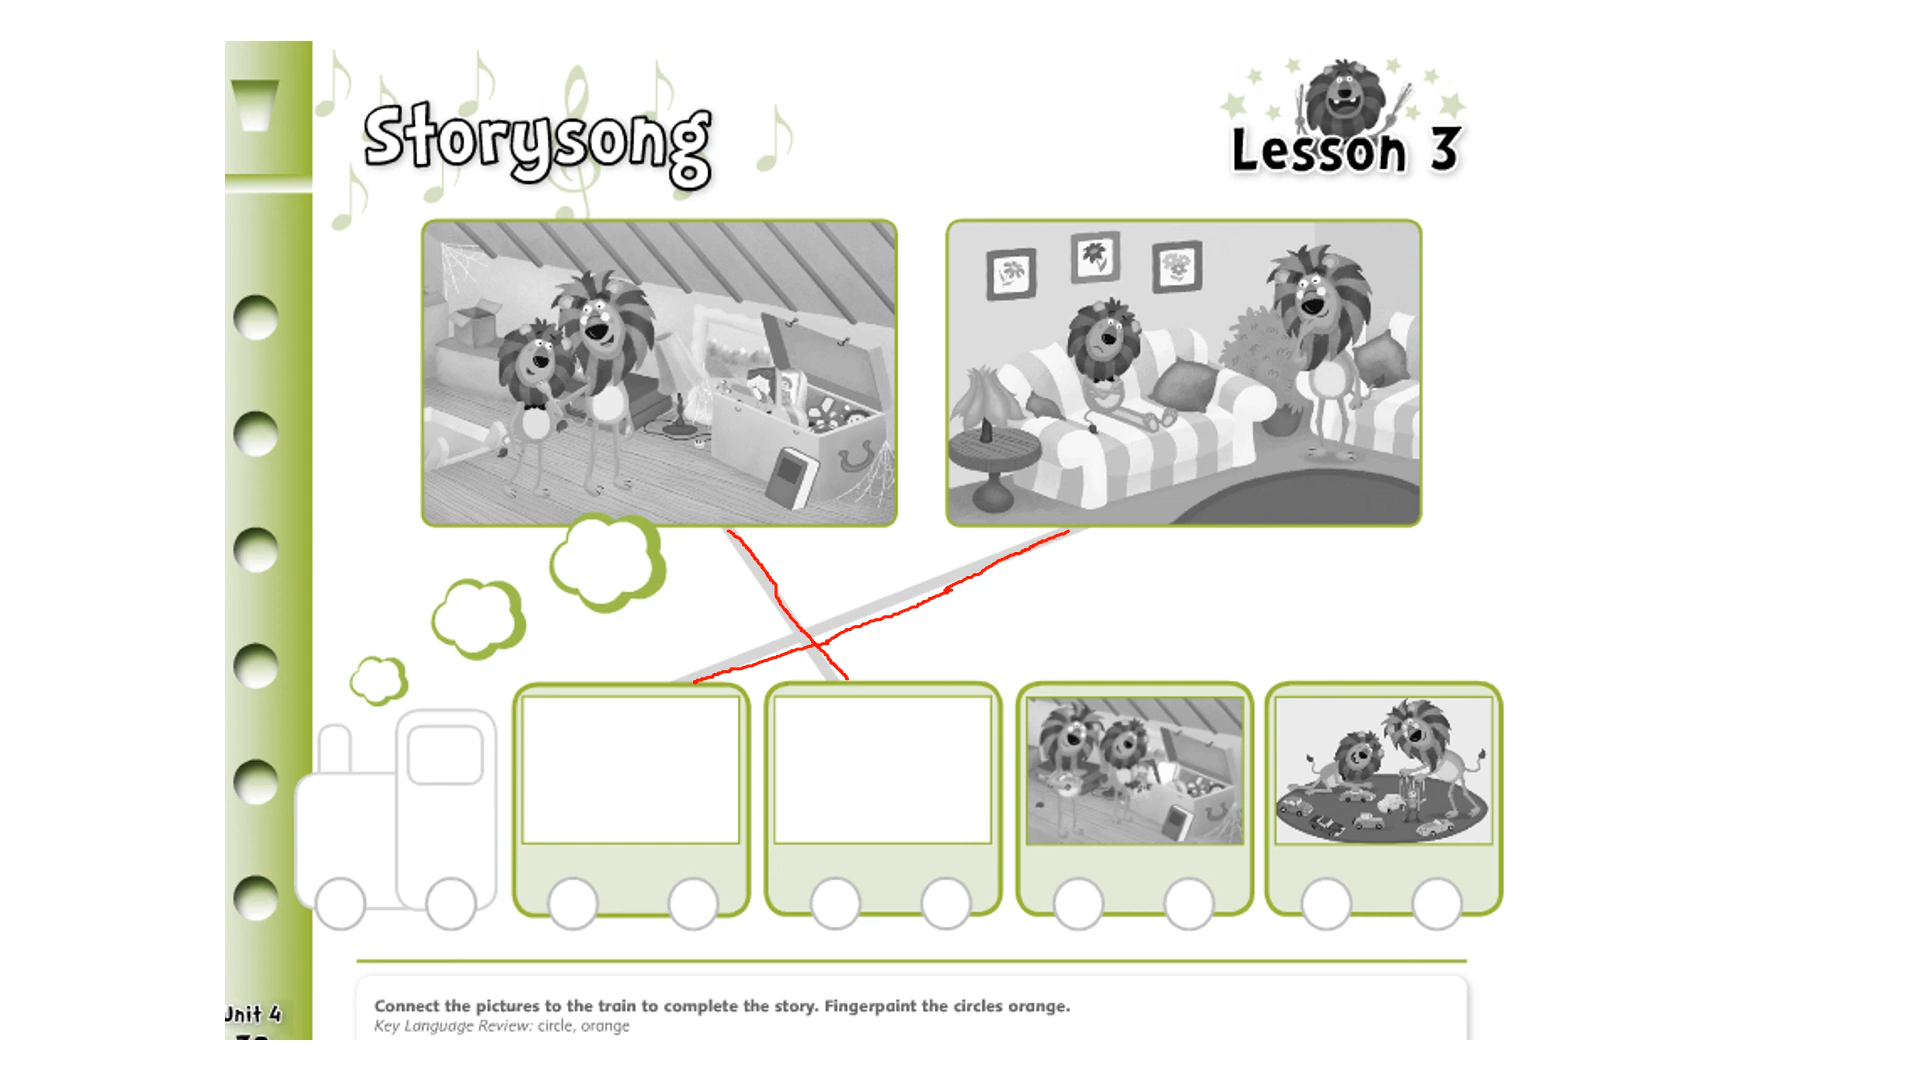 Storysong
Lesson 3
Connect the pictures to the train to complete the story. Fingerpaint the circles orange.
Key Language Review: circle, orange
Unit 4